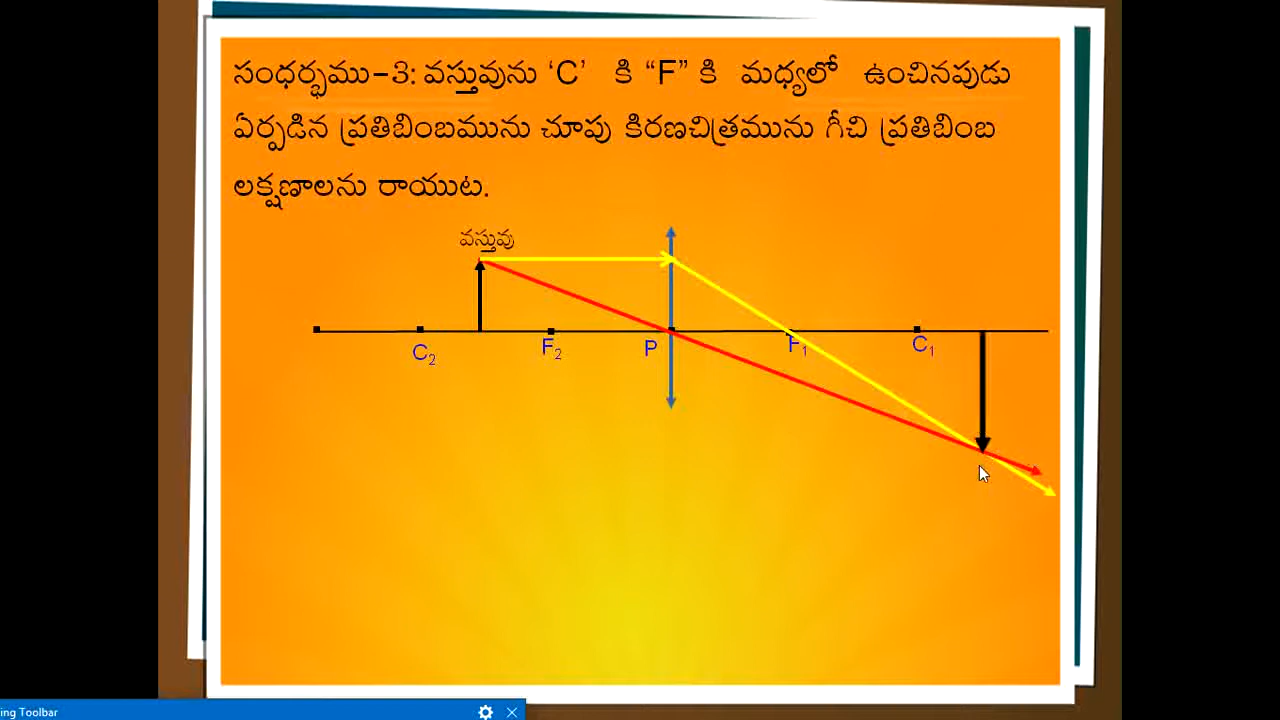 సంధర్భము-3: వస్తువును ‘C’ కి “F” కి మధ్యలో ఉంచినపుడు
ఏర్పడిన ప్రతిబింబమును చూపు కిరణచిత్రమును గీచి ప్రతిబింబ
లక్షణాలను రాయుట.
వస్తువు
C₂ F₂ P F₁ C₁
ing Toolbar